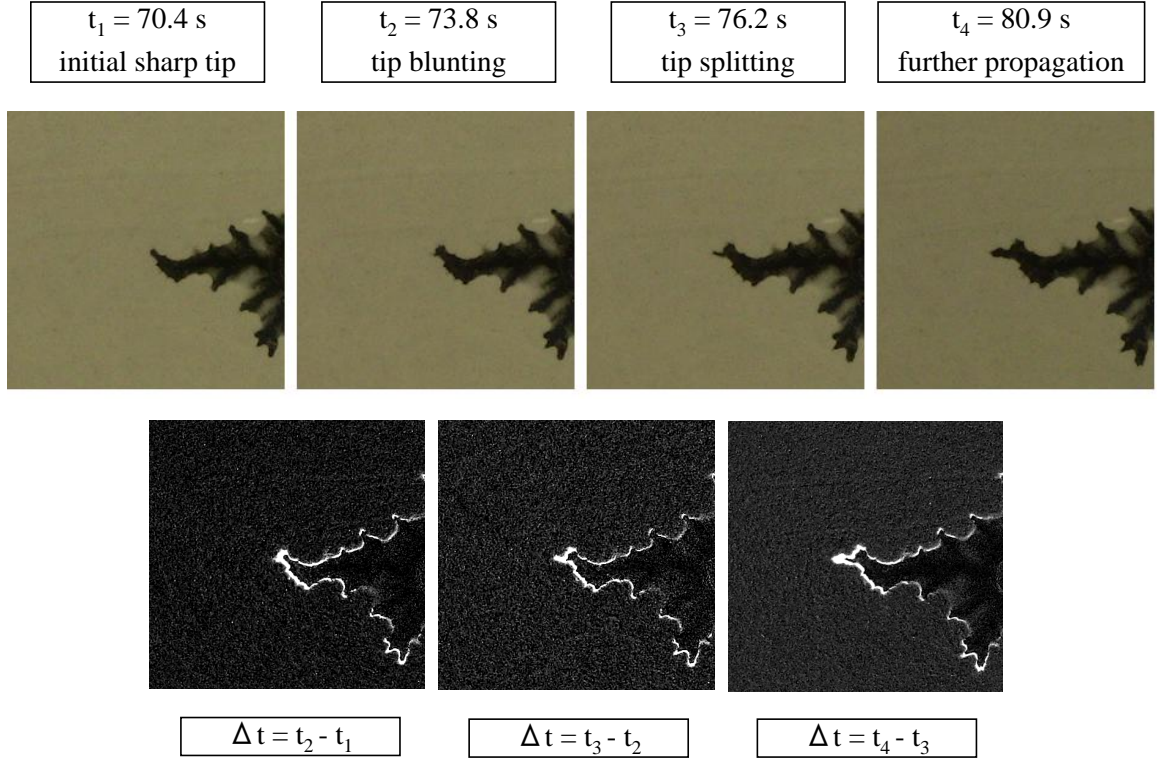 t₁ = 70.4 s
initial sharp tip
t₂ = 73.8 s
tip blunting
t₃ = 76.2 s
tip splitting
t₄ = 80.9 s
further propagation
Δ t = t₂ - t₁
Δ t = t₃ - t₂
Δ t = t₄ - t₃